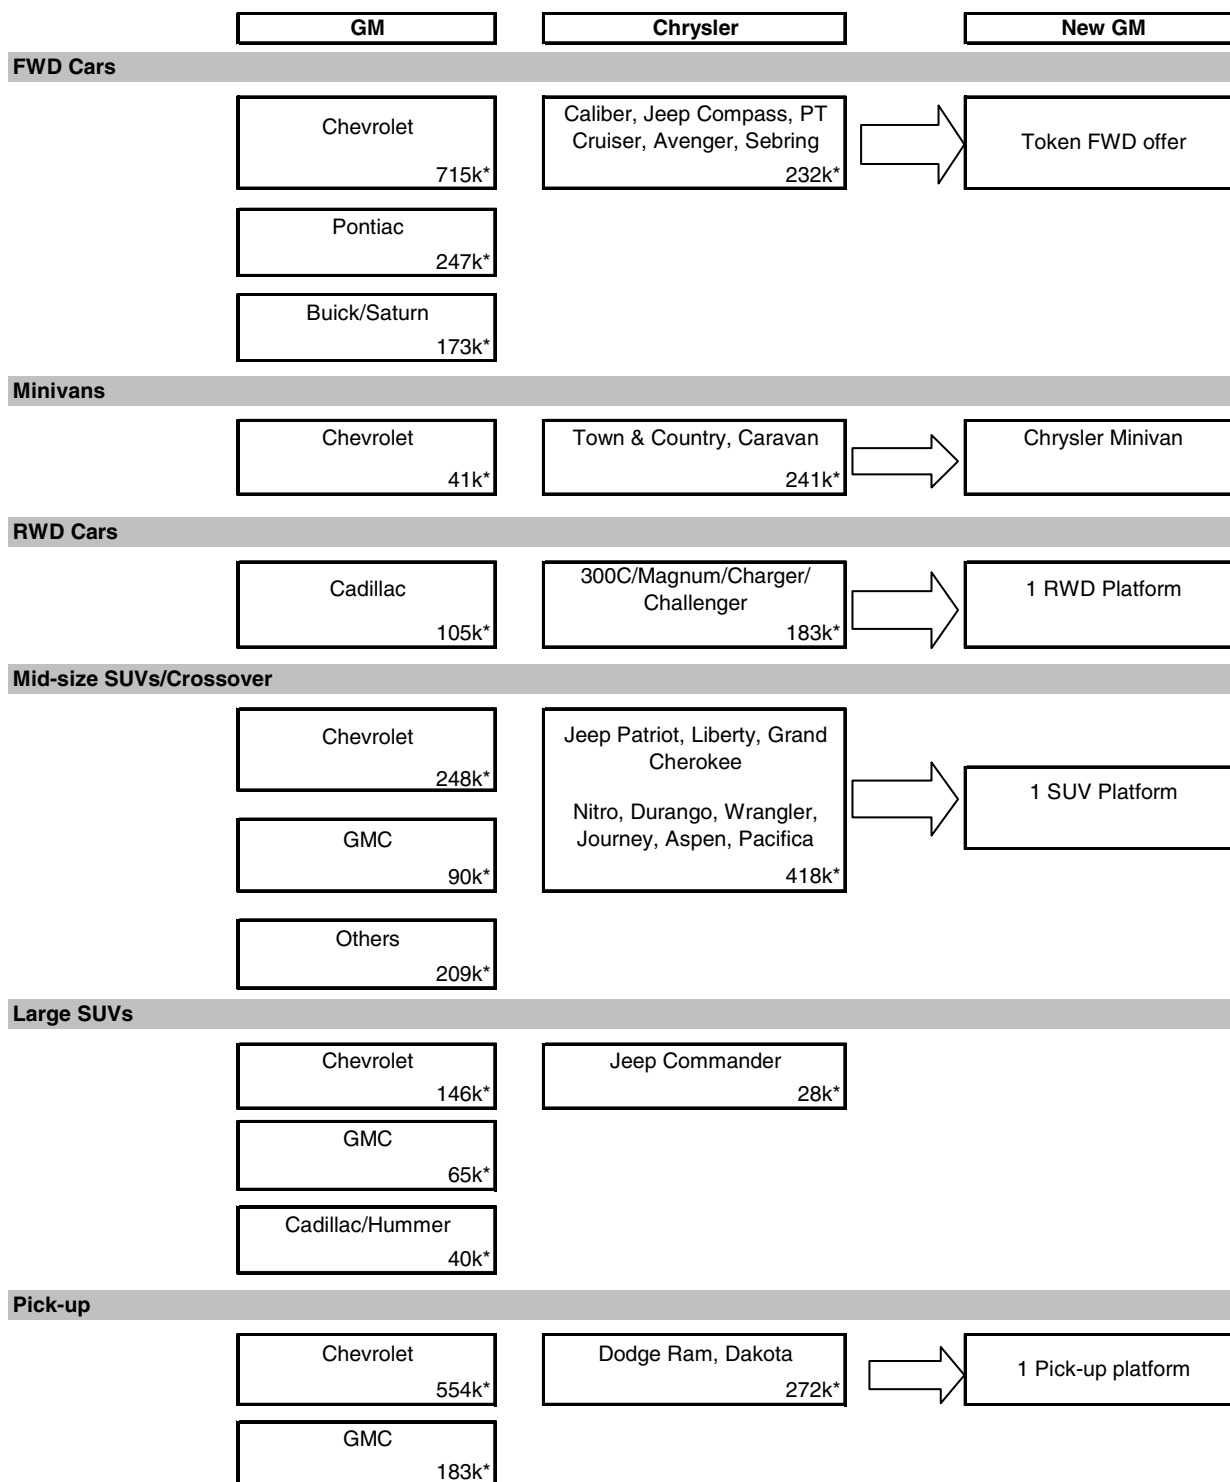 GM
Chrysler
New GM
FWD Cars
Chevrolet
715k*
Caliber, Jeep Compass, PT
Cruiser, Avenger, Sebring
232k*
Token FWD offer
Pontiac
247k*
Buick/Saturn
173k*
Minivans
Chevrolet
41k*
Town & Country, Caravan
241k*
Chrysler Minivan
RWD Cars
Cadillac
105k*
300C/Magnum/Charger/
Challenger
183k*
1 RWD Platform
Mid-size SUVs/Crossover
Chevrolet
248k*
Jeep Patriot, Liberty, Grand
Cherokee
Nitro, Durango, Wrangler,
Journey, Aspen, Pacifica
418k*
1 SUV Platform
GMC
90k*
Others
209k*
Large SUVs
Chevrolet
146k*
Jeep Commander
28k*
GMC
65k*
Cadillac/Hummer
40k*
Pick-up
Chevrolet
554k*
Dodge Ram, Dakota
272k*
1 Pick-up platform
GMC
183k*